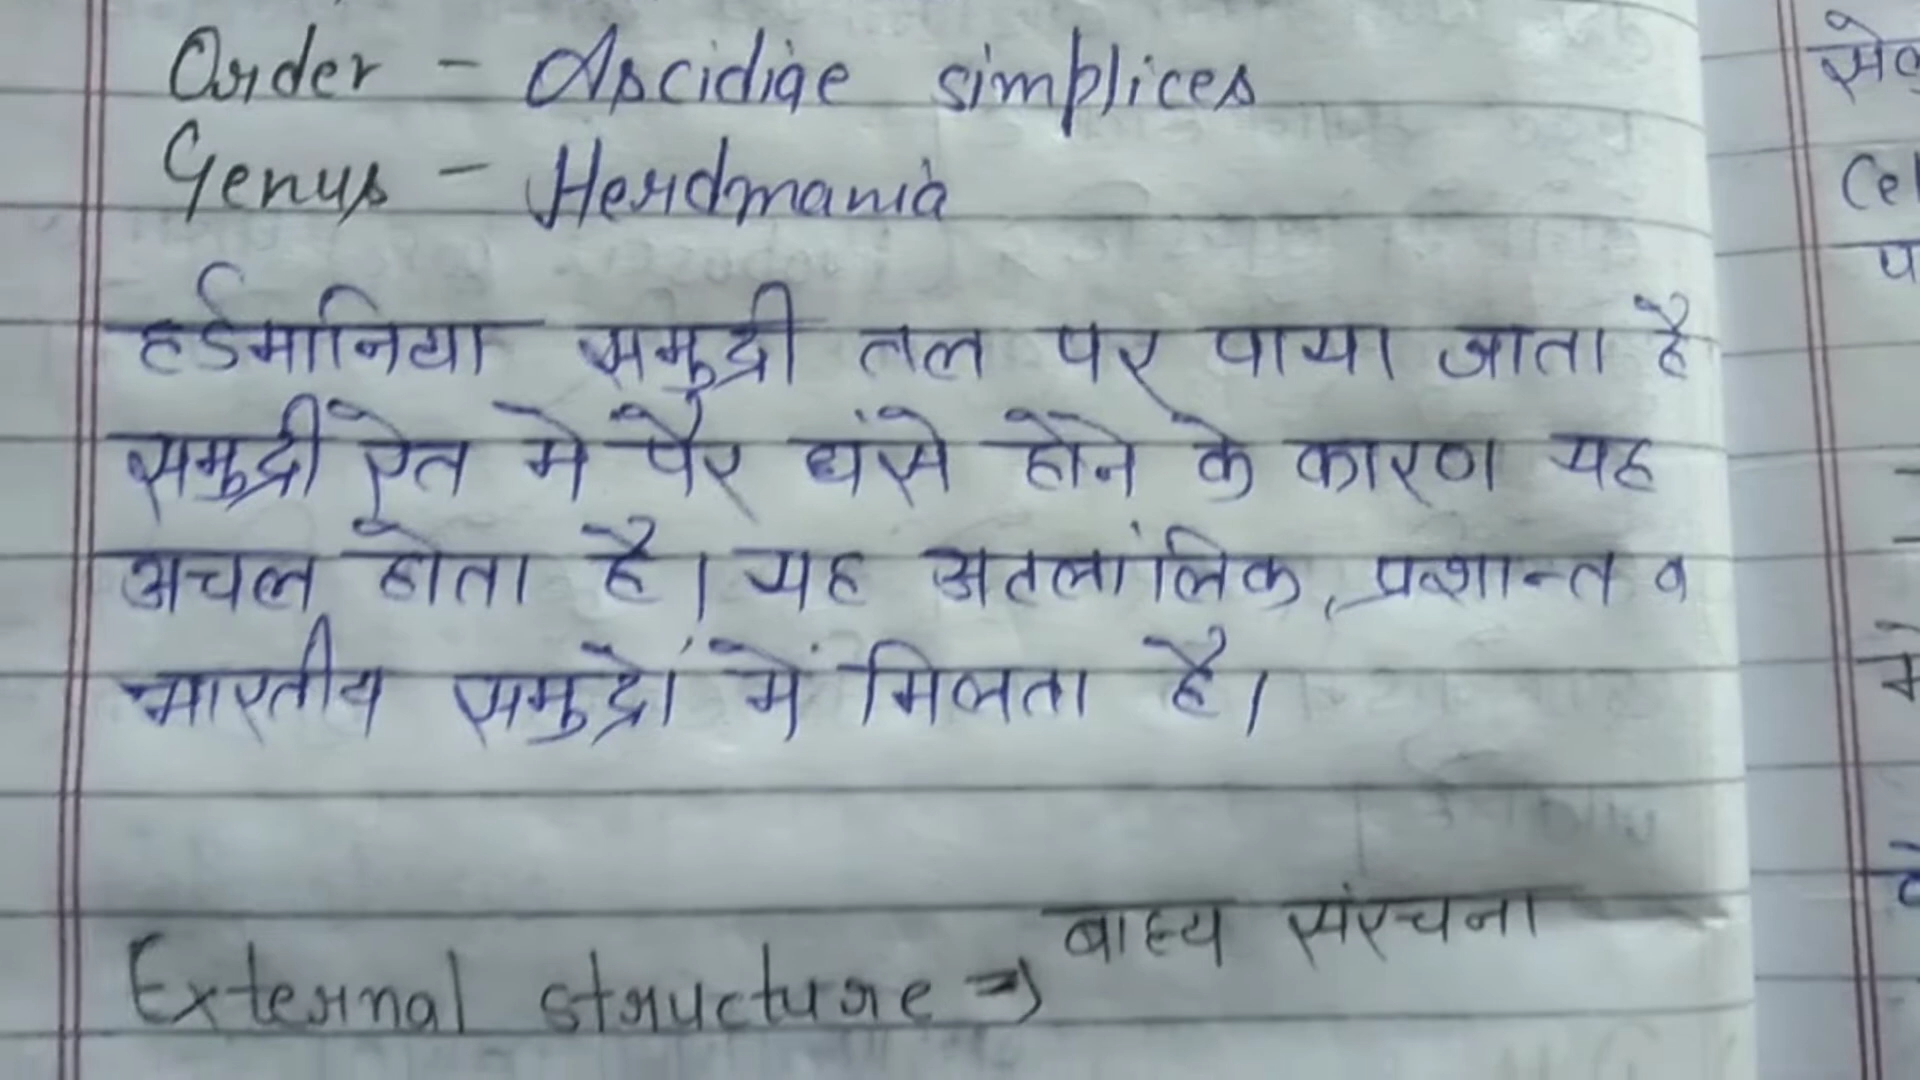 Order - Ascidiae simplices
Genus - Herdmania
हर्डमानिया समुद्री तल पर पाया जाता है
समुद्री रेत मे पैर धंसे होने के कारण यह
अचल होता है। यह अतलांतिक, प्रशान्त व
भारतीय समुद्रों में मिलता है।
External structure ⇒ बाह्य संरचना